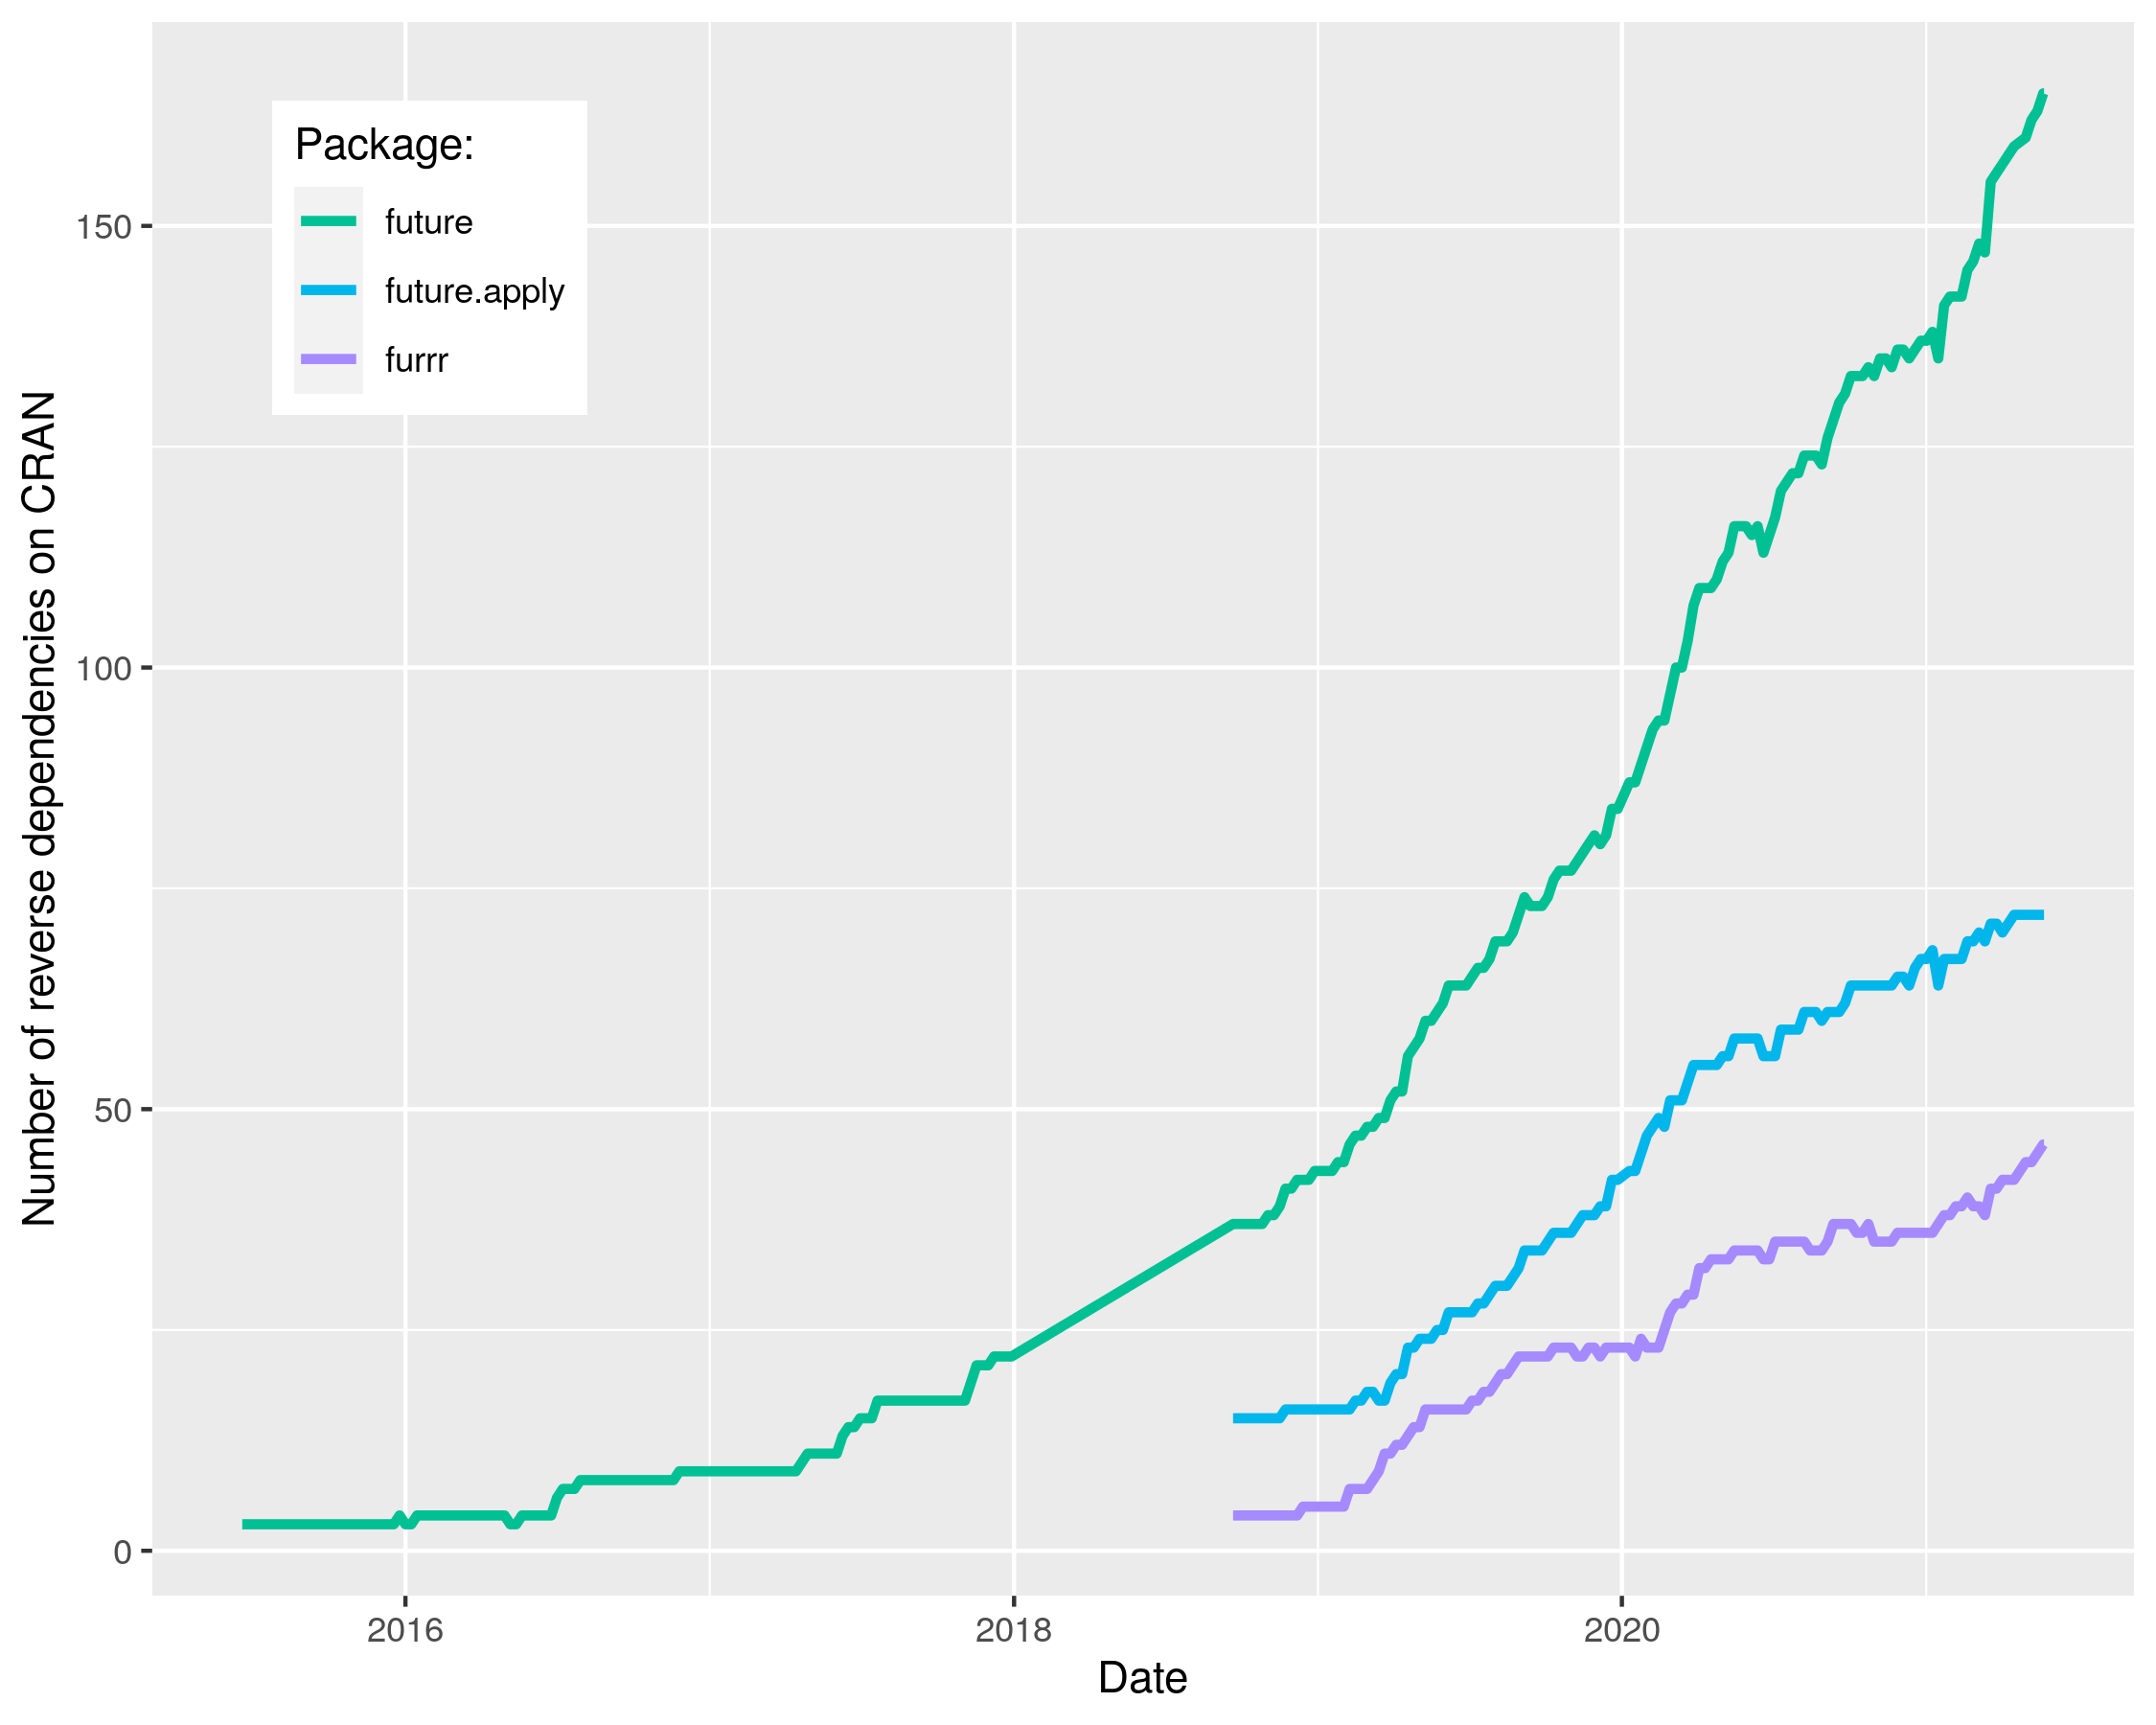 Package:
future
future.apply
furrr
Number of reverse dependencies on CRAN
150
100
50
0
2016
2018
2020
Date